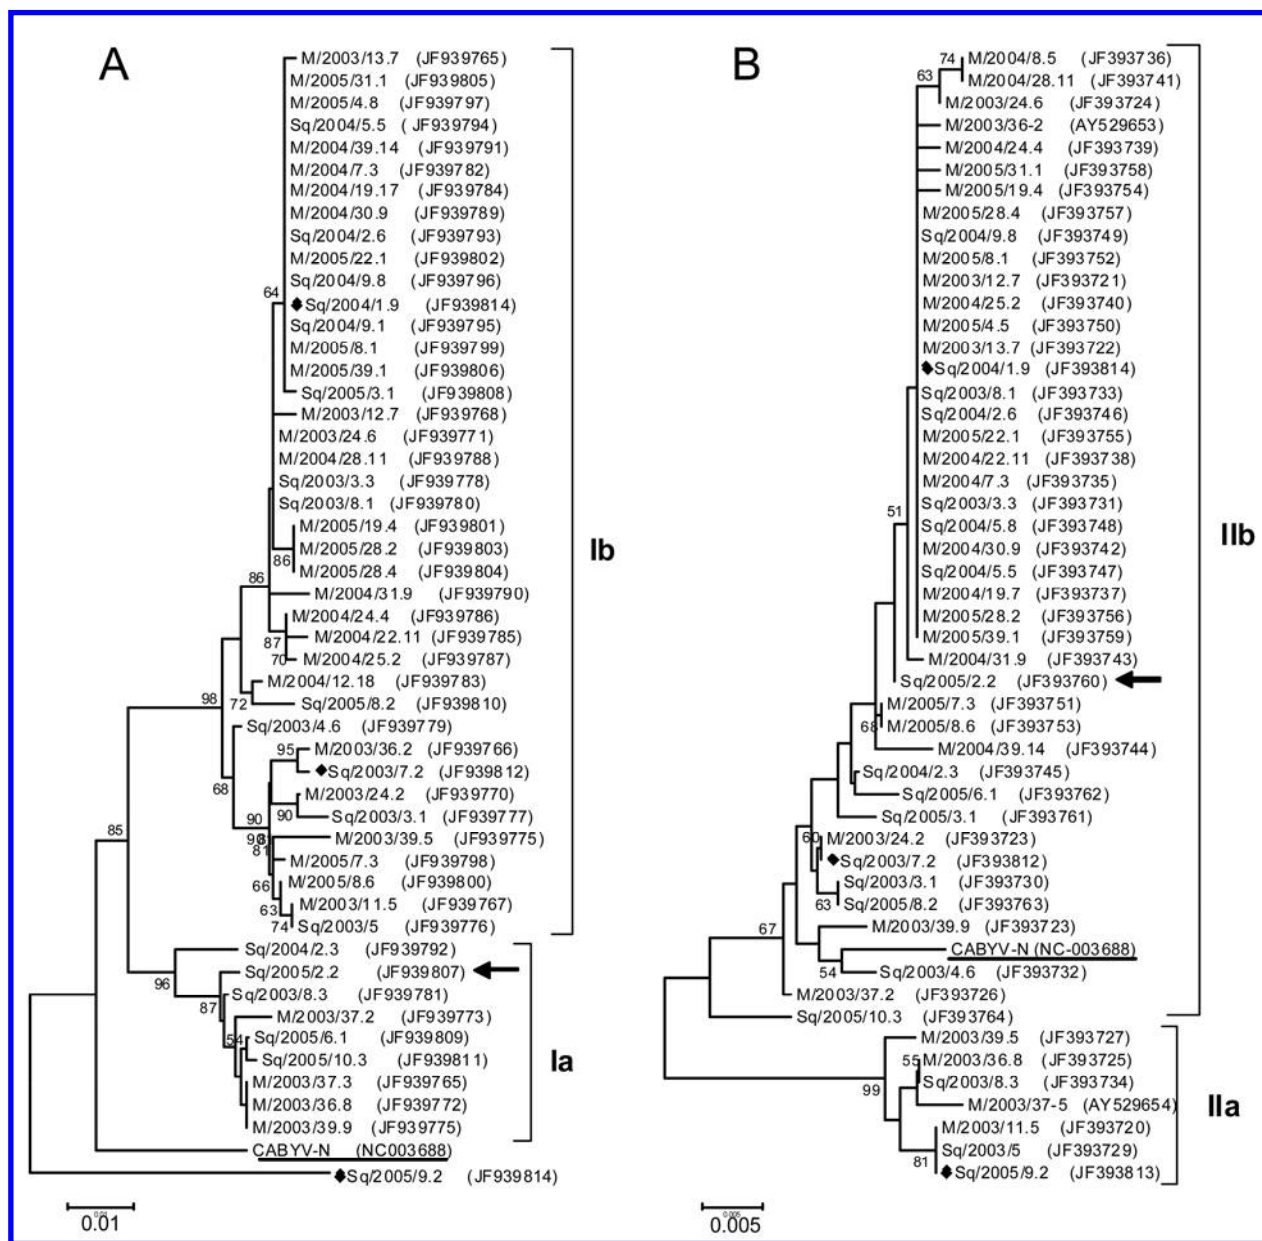 A
M/2003/13.7 (JF939765)
M/2005/31.1 (JF939805)
M/2005/4.8 (JF939797)
Sq/2004/5.5 ( JF939794)
M/2004/39.14 (JF939791)
M/2004/7.3 (JF939782)
M/2004/19.17 (JF939784)
M/2004/30.9 (JF939789)
Sq/2004/2.6 (JF939793)
M/2005/22.1 (JF939802)
Sq/2004/9.8 (JF939796)
64
Sq/2004/1.9 (JF939814)
Sq/2004/9.1 (JF939795)
M/2005/8.1 (JF939799)
M/2005/39.1 (JF939806)
Sq/2005/3.1 (JF939808)
M/2003/12.7 (JF939768)
M/2003/24.6 (JF939771)
M/2004/28.11 (JF939788)
Sq/2003/3.3 (JF939778)
Sq/2003/8.1 (JF939780)
M/2005/19.4 (JF939801)
M/2005/28.2 (JF939803)
86
M/2005/28.4 (JF939804)
Ib
86
M/2004/31.9 (JF939790)
M/2004/24.4 (JF939786)
M/2004/22.11 (JF939785)
87
70
M/2004/25.2 (JF939787)
M/2004/12.18 (JF939783)
98
72
Sq/2005/8.2 (JF939810)
Sq/2003/4.6 (JF939779)
95
M/2003/36.2 (JF939766)
Sq/2003/7.2 (JF939812)
68
M/2003/24.2 (JF939770)
90
90
Sq/2003/3.1 (JF939777)
85
M/2003/39.5 (JF939775)
81
M/2005/7.3 (JF939798)
66
M/2005/8.6 (JF939800)
63
M/2003/11.5 (JF939767)
74
Sq/2003/5 (JF939776)
Sq/2004/2.3 (JF939792)
96
Sq/2005/2.2 (JF939807)
87
Sq/2003/8.3 (JF939781)
M/2003/37.2 (JF939773)
54
Sq/2005/6.1 (JF939809)
Sq/2005/10.3 (JF939811)
Ia
M/2003/37.3 (JF939765)
M/2003/36.8 (JF939772)
M/2003/39.9 (JF939775)
CABYV-N (NC003688)
Sq/2005/9.2 (JF939814)
0.01
B
74
M/2004/8.5 (JF393736)
63
M/2004/28.11 (JF393741)
M/2003/24.6 (JF393724)
M/2003/36-2 (AY529653)
M/2004/24.4 (JF393739)
M/2005/31.1 (JF393758)
M/2005/19.4 (JF393754)
M/2005/28.4 (JF393757)
Sq/2004/9.8 (JF393749)
M/2005/8.1 (JF393752)
M/2003/12.7 (JF393721)
M/2004/25.2 (JF393740)
M/2005/4.5 (JF393750)
M/2003/13.7 (JF393722)
Sq/2004/1.9 (JF393814)
Sq/2003/8.1 (JF393733)
Sq/2004/2.6 (JF393746)
M/2005/22.1 (JF393755)
M/2004/22.11 (JF393738)
M/2004/7.3 (JF393735)
Sq/2003/3.3 (JF393731)
51
Sq/2004/5.8 (JF393748)
IIb
M/2004/30.9 (JF393742)
Sq/2004/5.5 (JF393747)
M/2004/19.7 (JF393737)
M/2005/28.2 (JF393756)
M/2005/39.1 (JF393759)
M/2004/31.9 (JF393743)
Sq/2005/2.2 (JF393760)
M/2005/7.3 (JF393751)
68
M/2005/8.6 (JF393753)
M/2004/39.14 (JF393744)
Sq/2004/2.3 (JF393745)
Sq/2005/6.1 (JF393762)
Sq/2005/3.1 (JF393761)
60
M/2003/24.2 (JF393723)
Sq/2003/7.2 (JF393812)
Sq/2003/3.1 (JF393730)
63
Sq/2005/8.2 (JF393763)
67
M/2003/39.9 (JF393723)
CABYV-N (NC-003688)
54
Sq/2003/4.6 (JF393732)
M/2003/37.2 (JF393726)
Sq/2005/10.3 (JF393764)
M/2003/39.5 (JF393727)
55
M/2003/36.8 (JF393725)
99
Sq/2003/8.3 (JF393734)
M/2003/37-5 (AY529654)
IIa
M/2003/11.5 (JF393720)
Sq/2003/5 (JF393729)
81
Sq/2005/9.2 (JF393813)
0.005